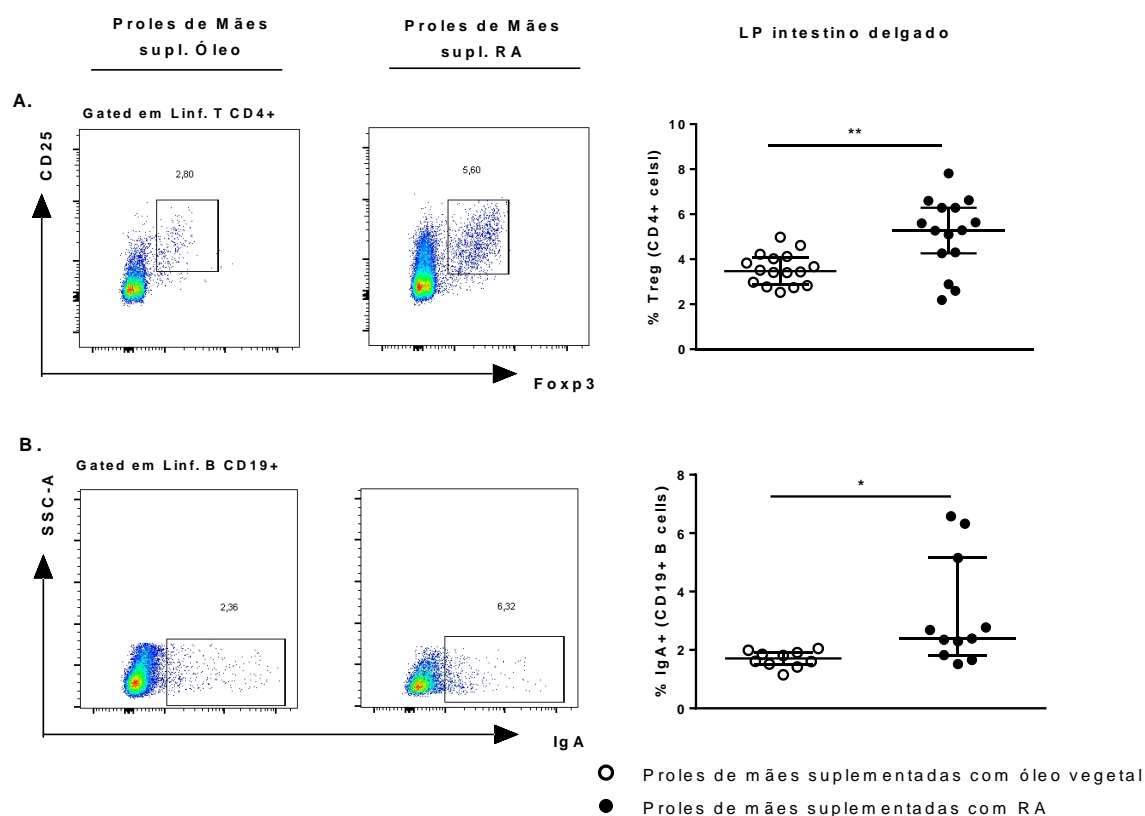 Proles de Mães
supl. Óleo
Proles de Mães
supl. RA
LP intestino delgado
A.
Gated em Linf. T CD4+
CD25
2,80
5,60
Foxp3
% Treg (CD4+ celsl)
10
8
6
4
2
0
**
B.
Gated em Linf. B CD19+
SSC-A
2,36
6,32
IgA
% IgA+ (CD19+ B cells)
8
6
4
2
0
*
Proles de mães suplementadas com óleo vegetal
Proles de mães suplementadas com RA